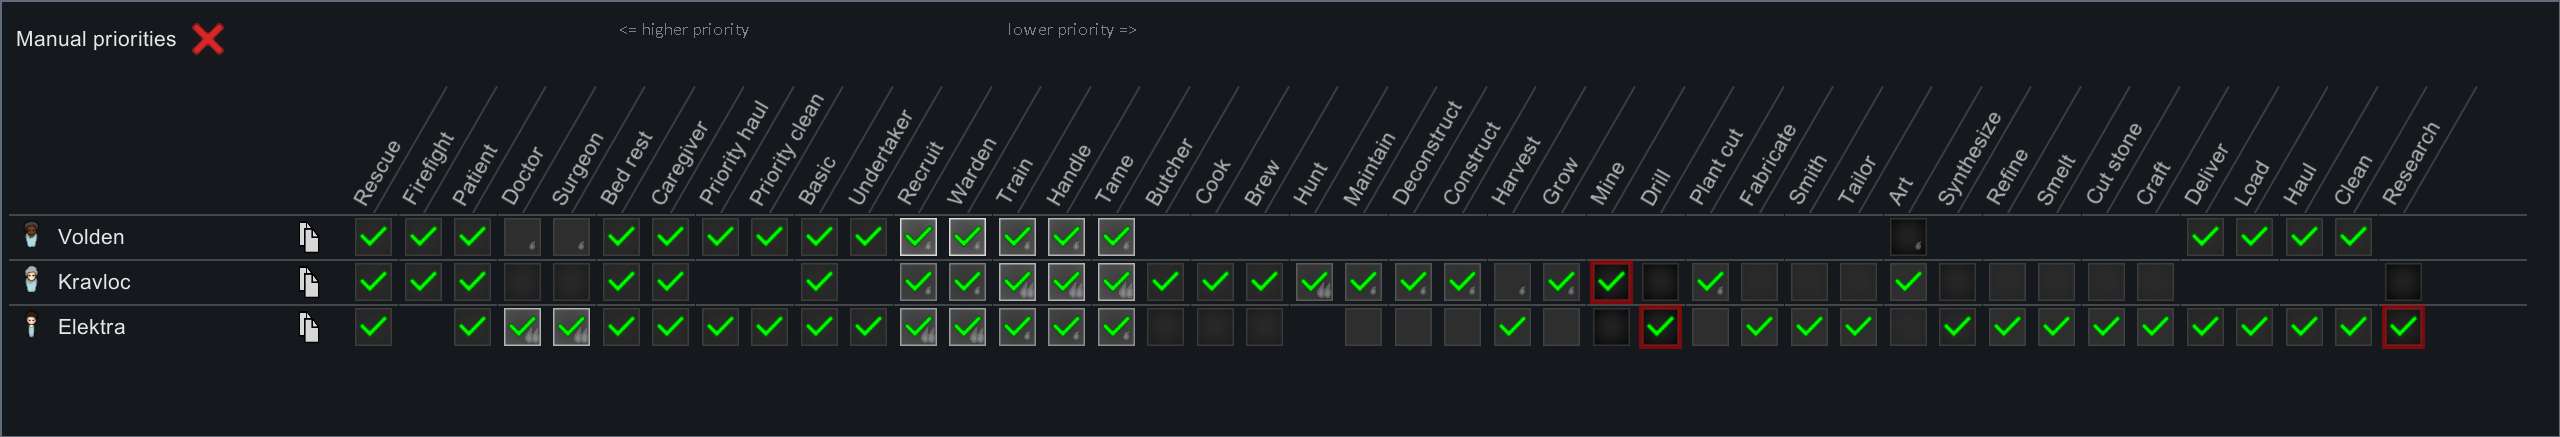 Manual priorities
<= higher priority
lower priority =>
Rescue
Firefight
Patient
Doctor
Surgeon
Bed rest
Caregiver
Priority haul
Priority clean
Basic
Undertaker
Recruit
Warden
Train
Handle
Tame
Butcher
Cook
Brew
Hunt
Maintain
Deconstruct
Construct
Harvest
Grow
Mine
Drill
Plant cut
Fabricate
Smith
Tailor
Art
Synthesize
Refine
Smelt
Cut stone
Craft
Deliver
Load
Haul
Clean
Research
Volden
Kravloc
Elektra